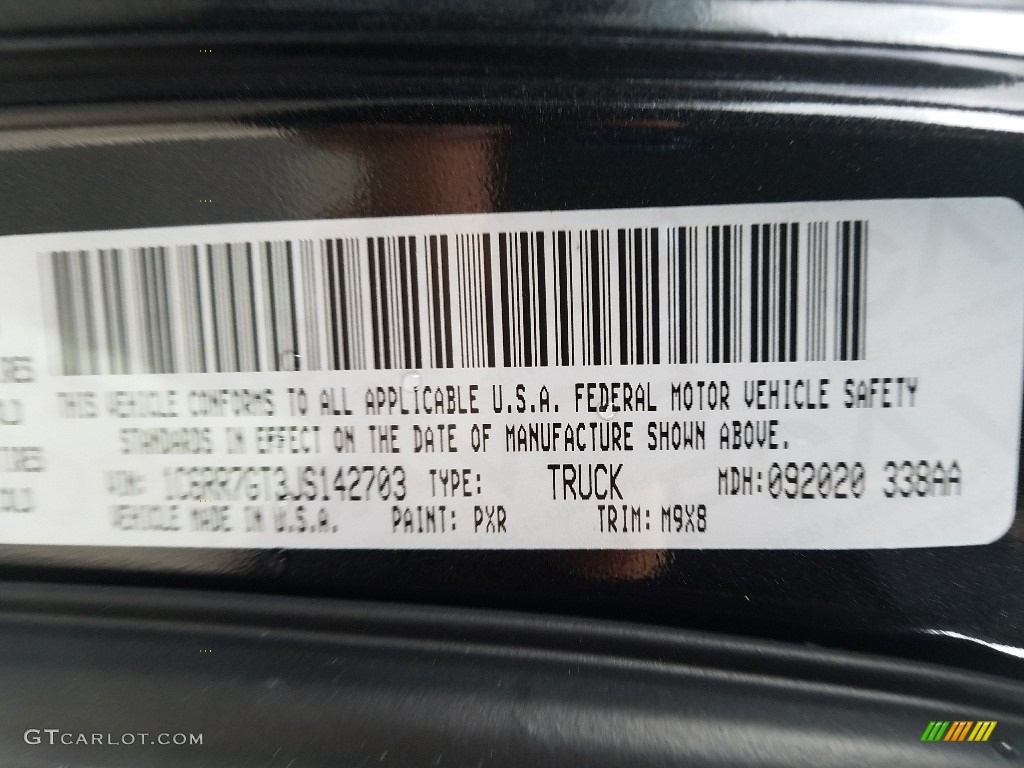 THIS VEHICLE CONFORMS TO ALL APPLICABLE U.S.A. FEDERAL MOTOR VEHICLE SAFETY
STANDARDS IN EFFECT ON THE DATE OF MANUFACTURE SHOWN ABOVE.
VIN: 1C6RR7GT3JS142703 TYPE: TRUCK MDH:092020 338AA
VEHICLE MADE IN U.S.A. PAINT: PXR TRIM: M9X8
GTCARLOT.COM